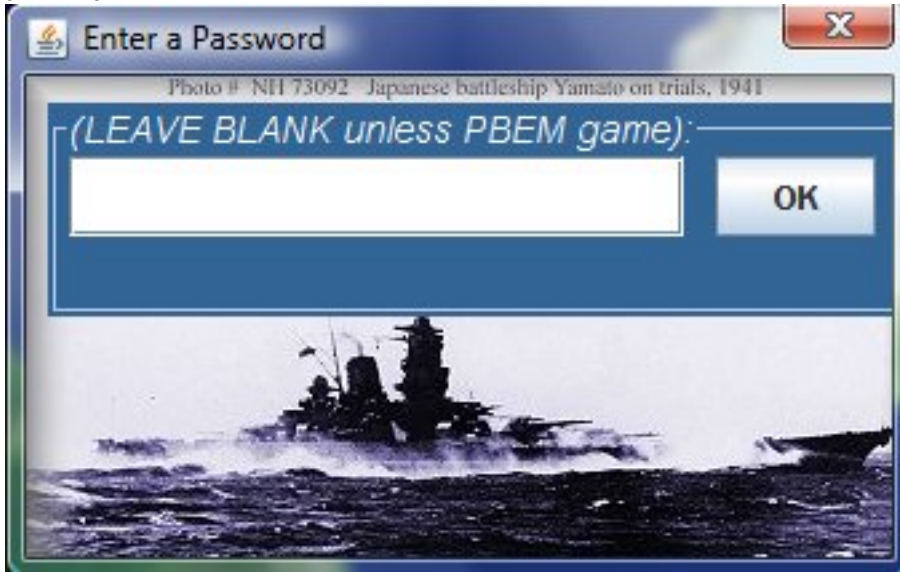 Enter a Password
Photo # NH 73092 Japanese battleship Yamato on trials, 1941
(LEAVE BLANK unless PBEM game):
OK